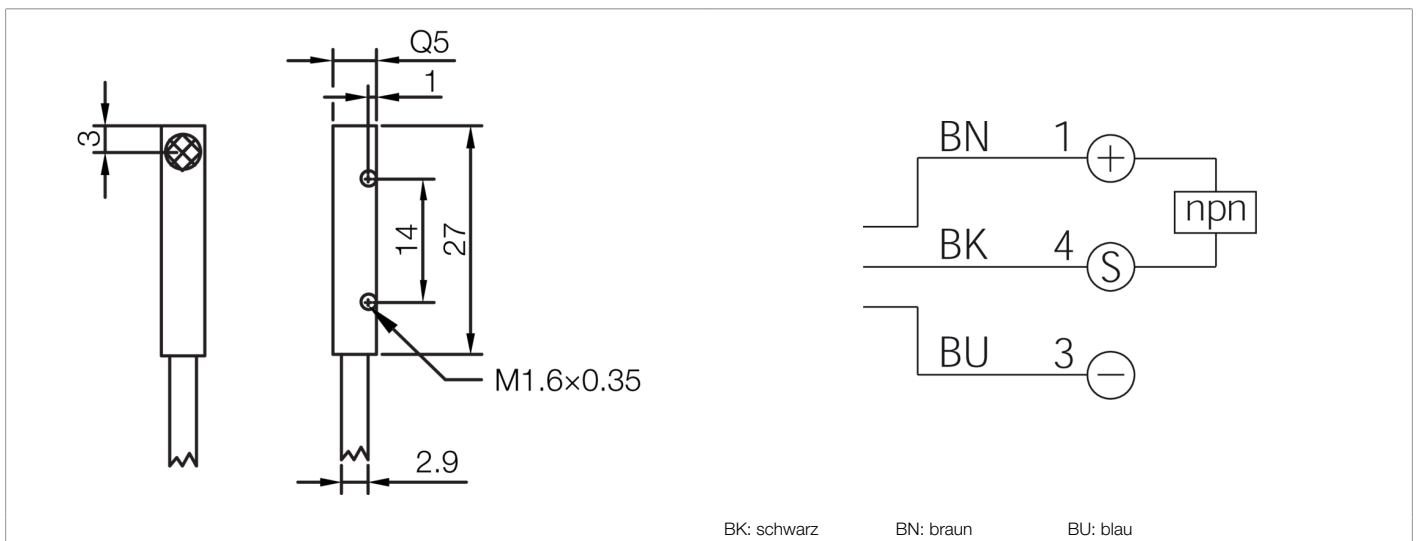 Q5
1
3
14
27
M1.6×0.35
2.9
BN 1 +
npn
BK 4 S
BU 3 −
BK: schwarz BN: braun BU: blau